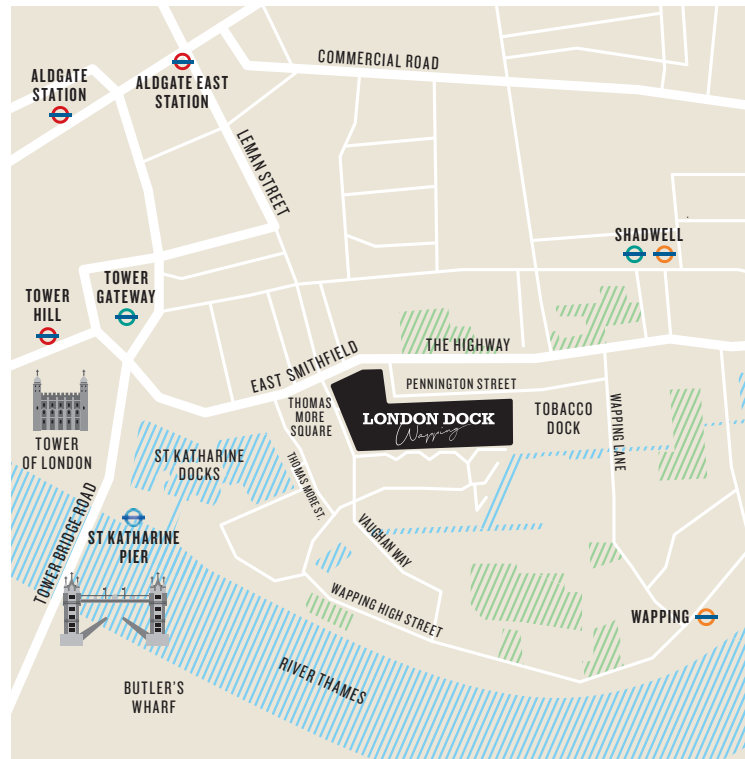 COMMERCIAL ROAD
ALDGATE
STATION
ALDGATE EAST
STATION
LEMAN STREET
SHADWELL
TOWER
GATEWAY
TOWER
HILL
EAST SMITHFIELD
THE HIGHWAY
PENNINGTON STREET
THOMAS
MORE
SQUARE
LONDON DOCK
Wapping
TOBACCO
DOCK
WAPPING LANE
TOWER
OF LONDON
ST KATHARINE
DOCKS
THOMAS MORE ST.
TOWER BRIDGE ROAD
ST KATHARINE
PIER
VAUGHAN WAY
WAPPING HIGH STREET
WAPPING
RIVER THAMES
BUTLER'S
WHARF